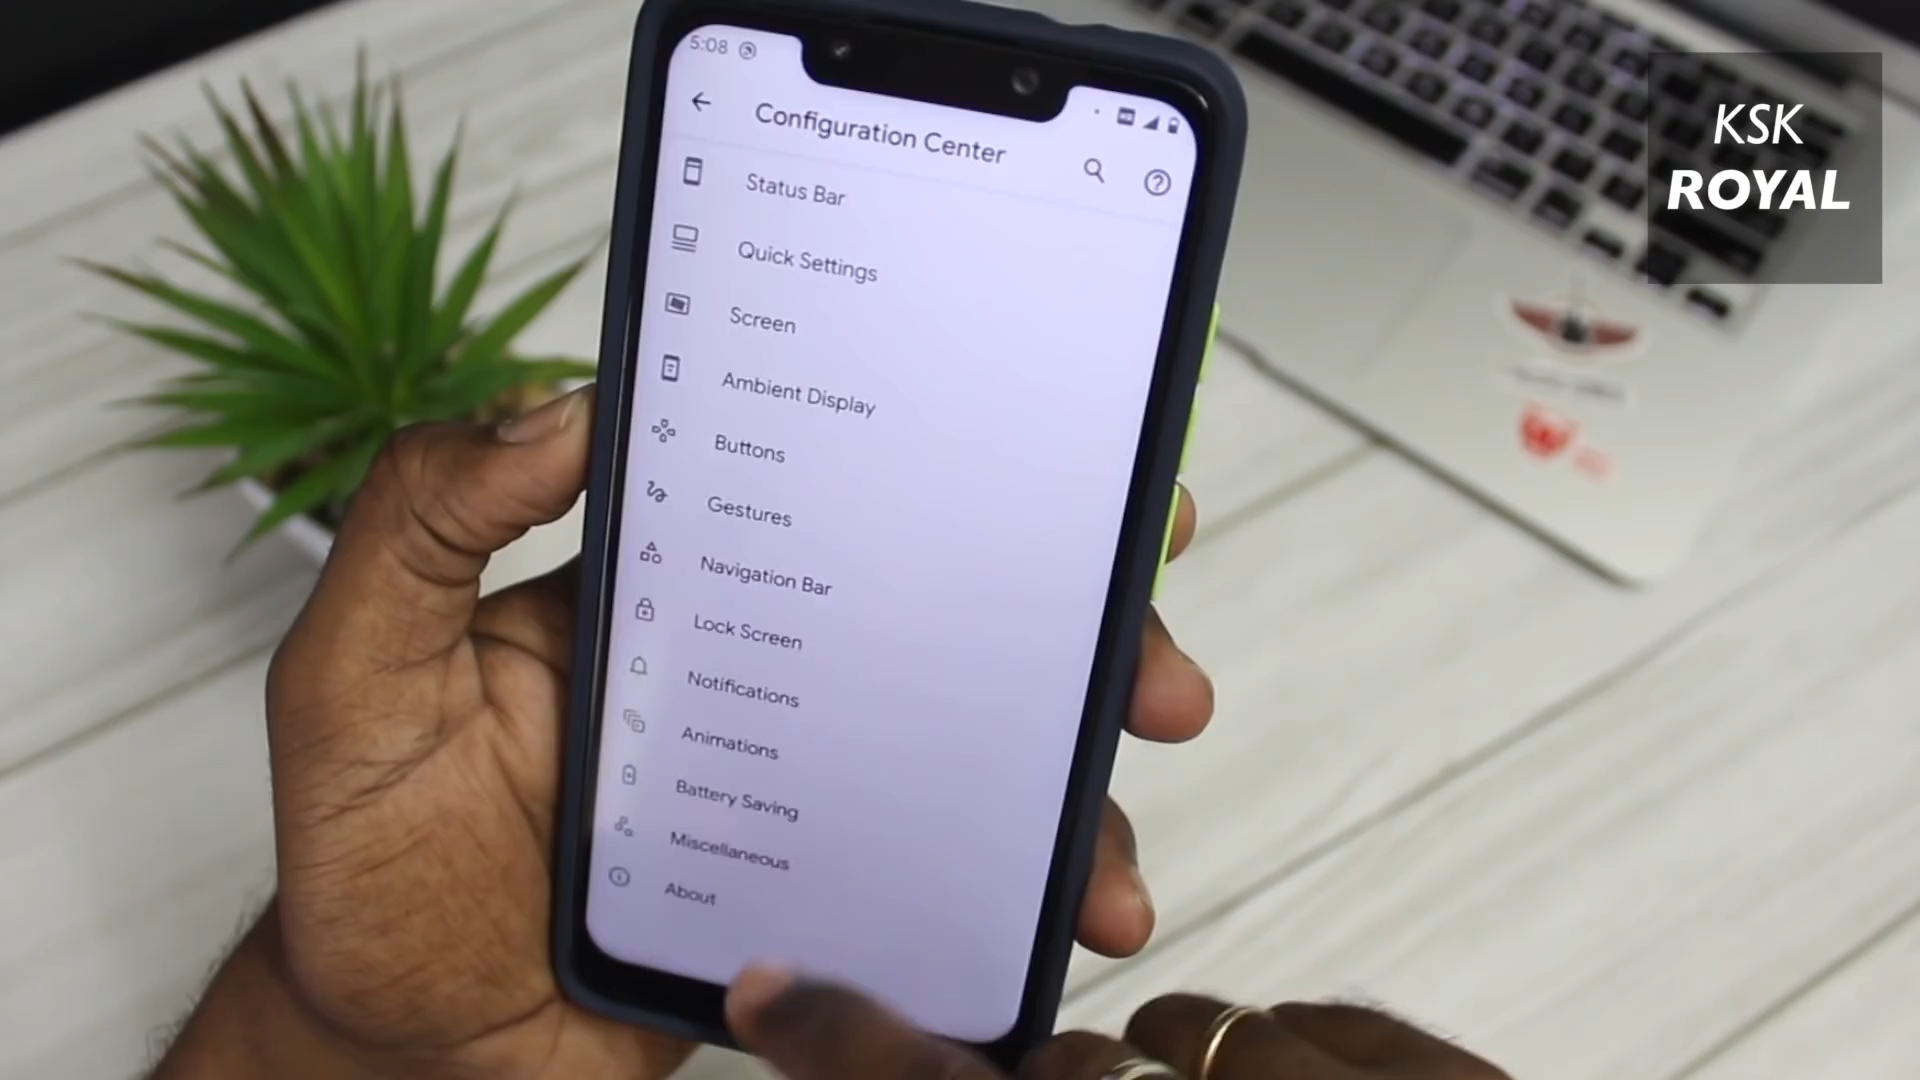 5:08
Configuration Center
Status Bar
Quick Settings
Screen
Ambient Display
Buttons
Gestures
Navigation Bar
Lock Screen
Notifications
Animations
Battery Saving
Miscellaneous
About
KSK
ROYAL